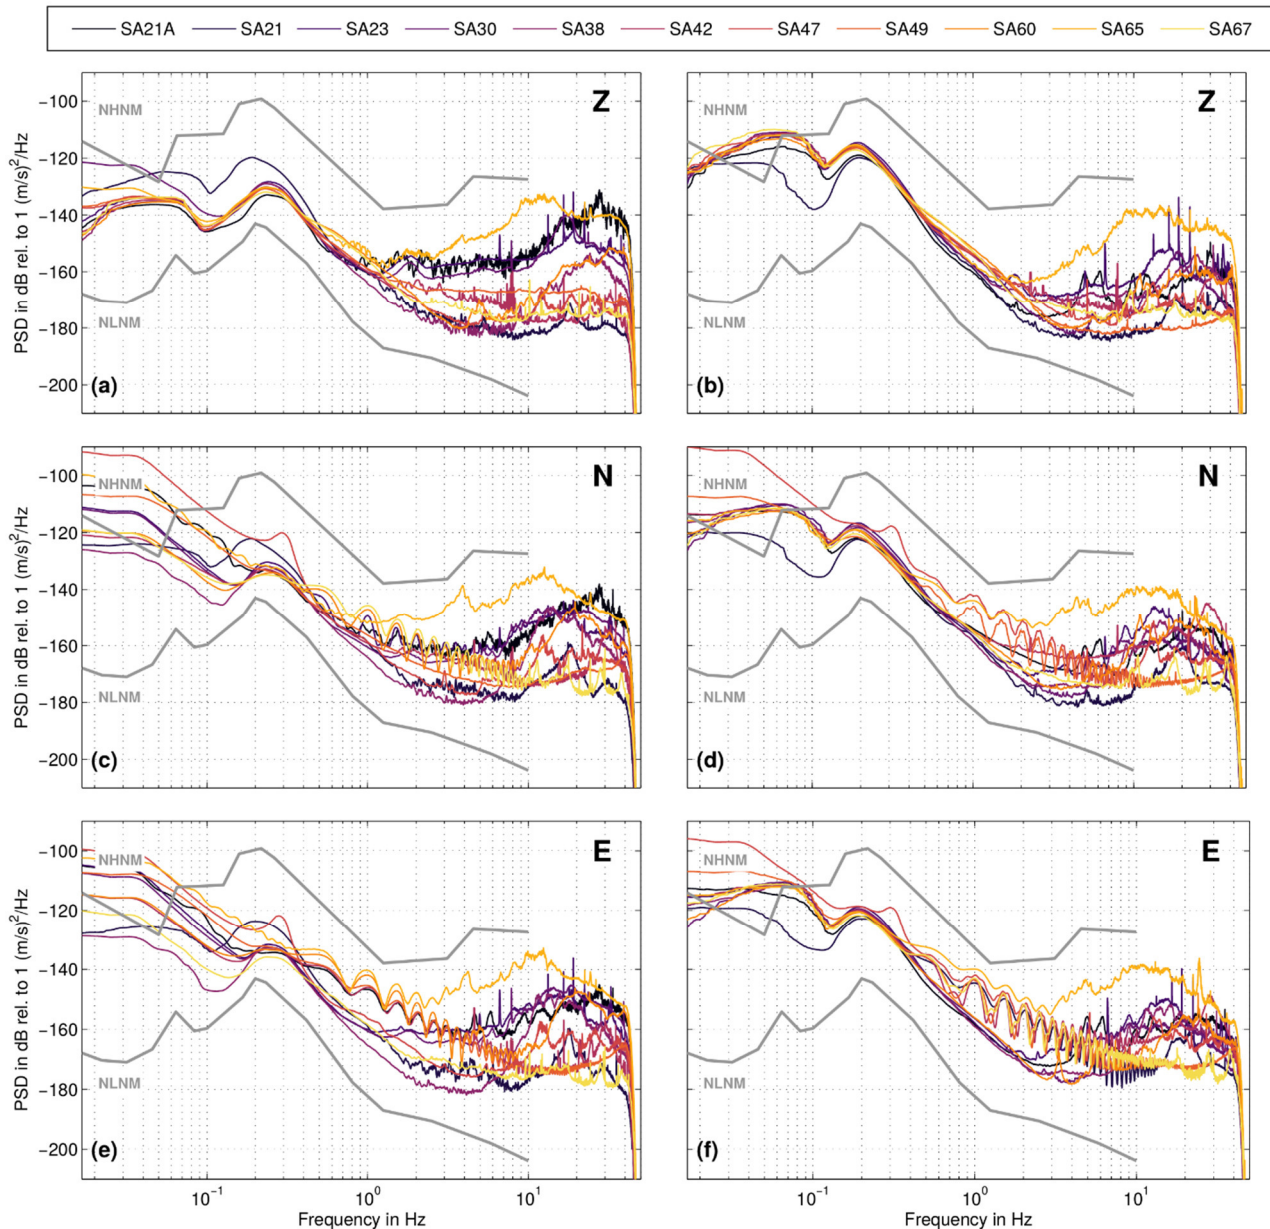 SA21A SA21 SA23 SA30 SA38 SA42 SA47 SA49 SA60 SA65 SA67
PSD in dB rel. to 1 (m/s)²/Hz
−100
−120
−140
−160
−180
−200
NHNM
NLNM
Z
(a)
NHNM
NLNM
Z
(b)
PSD in dB rel. to 1 (m/s)²/Hz
−100
−120
−140
−160
−180
−200
NHNM
NLNM
N
(c)
NHNM
NLNM
N
(d)
PSD in dB rel. to 1 (m/s)²/Hz
−100
−120
−140
−160
−180
−200
NHNM
NLNM
E
(e)
NHNM
NLNM
E
(f)
10⁻¹ 10⁰ 10¹
Frequency in Hz
10⁻¹ 10⁰ 10¹
Frequency in Hz